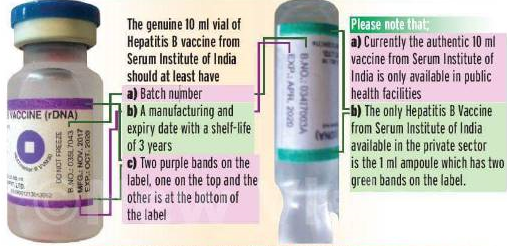 The genuine 10 ml vial of
Hepatitis B vaccine from
Serum Institute of India
should at least have
a) Batch number
b) A manufacturing and
expiry date with a shelf-life
of 3 years
c) Two purple bands on the
label, one on the top and the
other is at the bottom of
the label
VACCINE (rDNA)
DO NOT FREEZE
B.NO.: 039L7043
MFG.: NOV. 2017
EXP.: OCT. 2020
B.NO.: 034I7003A
EXP.: APR. 2020
Please note that;
a) Currently the authentic 10 ml
vaccine from Serum Institute of
India is only available in public
health facilities
b) The only Hepatitis B Vaccine
from Serum Institute of India
available in the private sector
is the 1 ml ampoule which has two
green bands on the label.